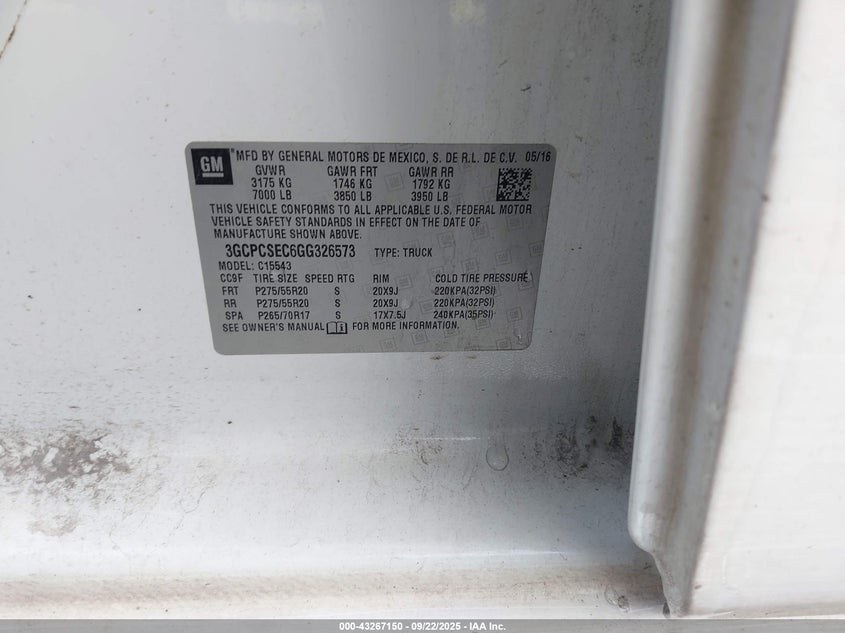 GM
MFD BY GENERAL MOTORS DE MEXICO, S. DE R.L. DE C.V. 05/16
GVWR GAWR FRT GAWR RR
3175 KG 1746 KG 1792 KG
7000 LB 3850 LB 3950 LB
THIS VEHICLE CONFORMS TO ALL APPLICABLE U.S. FEDERAL MOTOR
VEHICLE SAFETY STANDARDS IN EFFECT ON THE DATE OF
MANUFACTURE SHOWN ABOVE.
3GCPCSEC6GG326573 TYPE: TRUCK
MODEL: C15543
CC9F TIRE SIZE SPEED RTG RIM COLD TIRE PRESSURE
FRT P275/55R20 S 20X9J 220KPA(32PSI)
RR P275/55R20 S 20X9J 220KPA(32PSI)
SPA P265/70R17 S 17X7.5J 240KPA(35PSI)
SEE OWNER'S MANUAL FOR MORE INFORMATION.
000-43267150 - 09/22/2025 - IAA Inc.